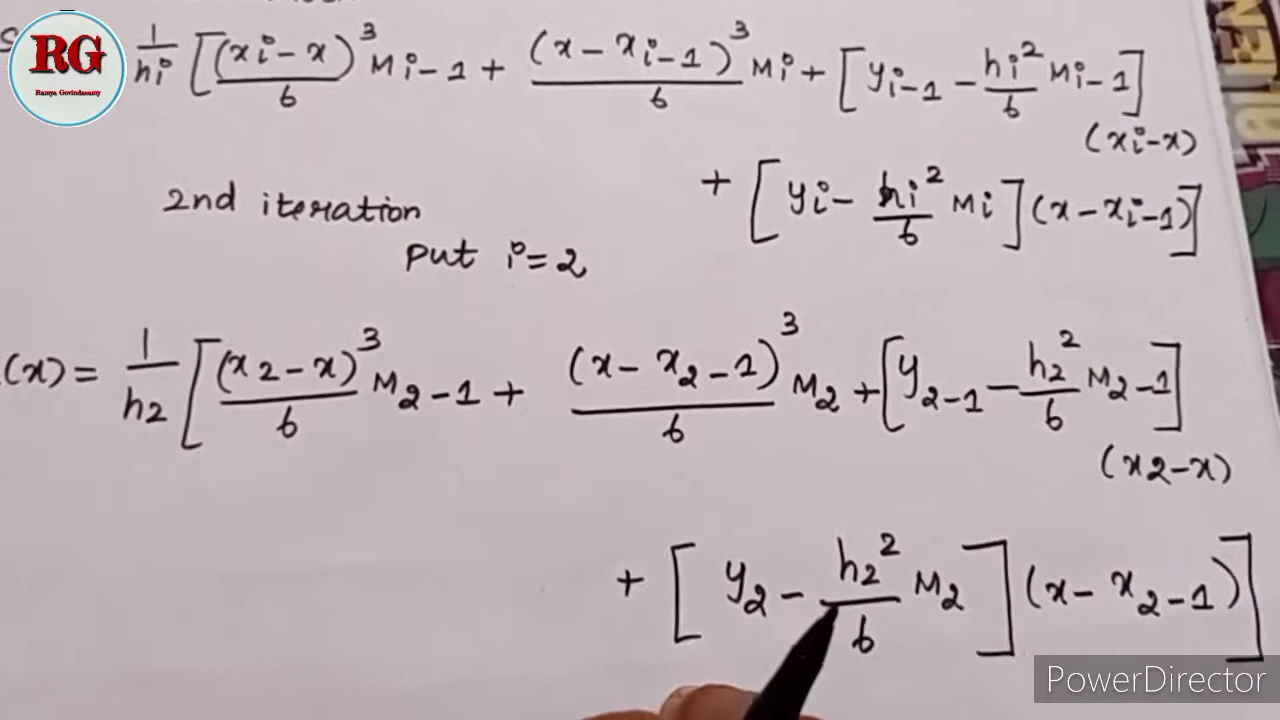 RG
Ramya Govindasamy
1/hi [(xi-x)³/6 Mi-1 + (x-xi-1)³/6 Mi + [yi-1 - hi²/6 Mi-1] (xi-x)
+ [yi - hi²/6 Mi] (x-xi-1)]
2nd iteration
put i=2
(x) = 1/h2 [(x2-x)³/6 M2-1 + (x-x2-1)³/6 M2 + [y2-1 - h2²/6 M2-1] (x2-x)
+ [y2 - h2²/6 M2] (x-x2-1)]
PowerDirector